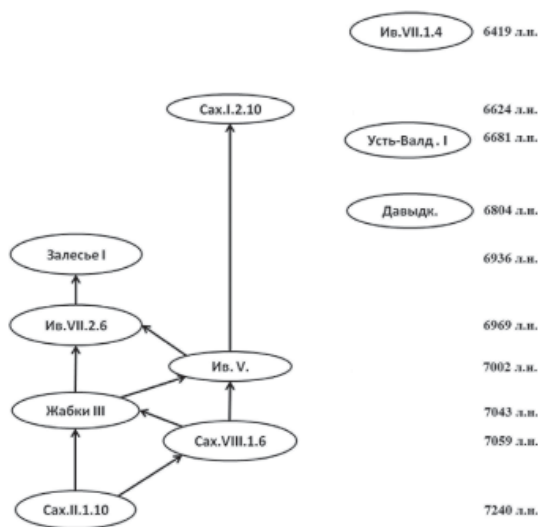 Ив.VII.1.4 6419 л.н.
Сах.I.2.10 6624 л.н.
Усть-Валд. I 6681 л.н.
Давыдк. 6804 л.н.
Залесье I 6936 л.н.
Ив.VII.2.6 6969 л.н.
Ив. V. 7002 л.н.
Жабки III 7043 л.н.
Сах.VIII.1.6 7059 л.н.
Сах.II.1.10 7240 л.н.